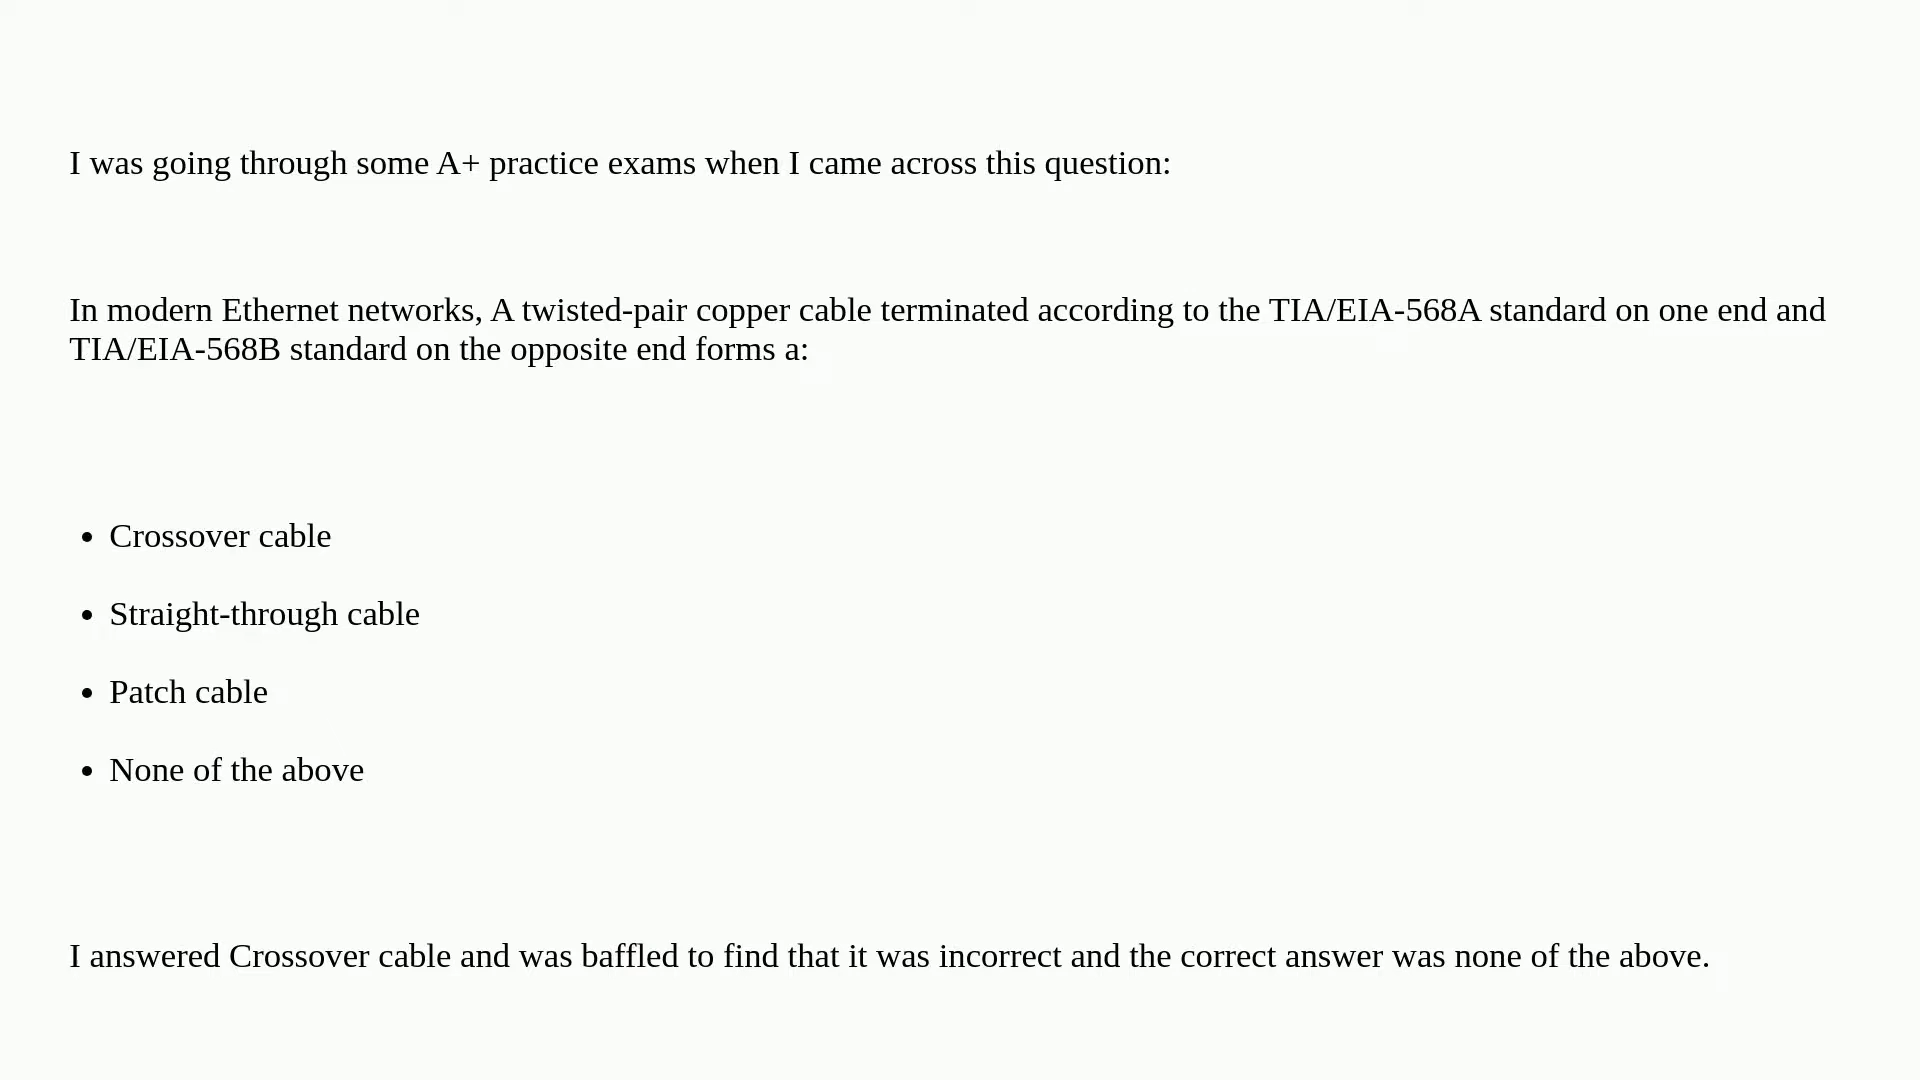 I was going through some A+ practice exams when I came across this question:
In modern Ethernet networks, A twisted-pair copper cable terminated according to the TIA/EIA-568A standard on one end and
TIA/EIA-568B standard on the opposite end forms a:
• Crossover cable
• Straight-through cable
• Patch cable
• None of the above
I answered Crossover cable and was baffled to find that it was incorrect and the correct answer was none of the above.